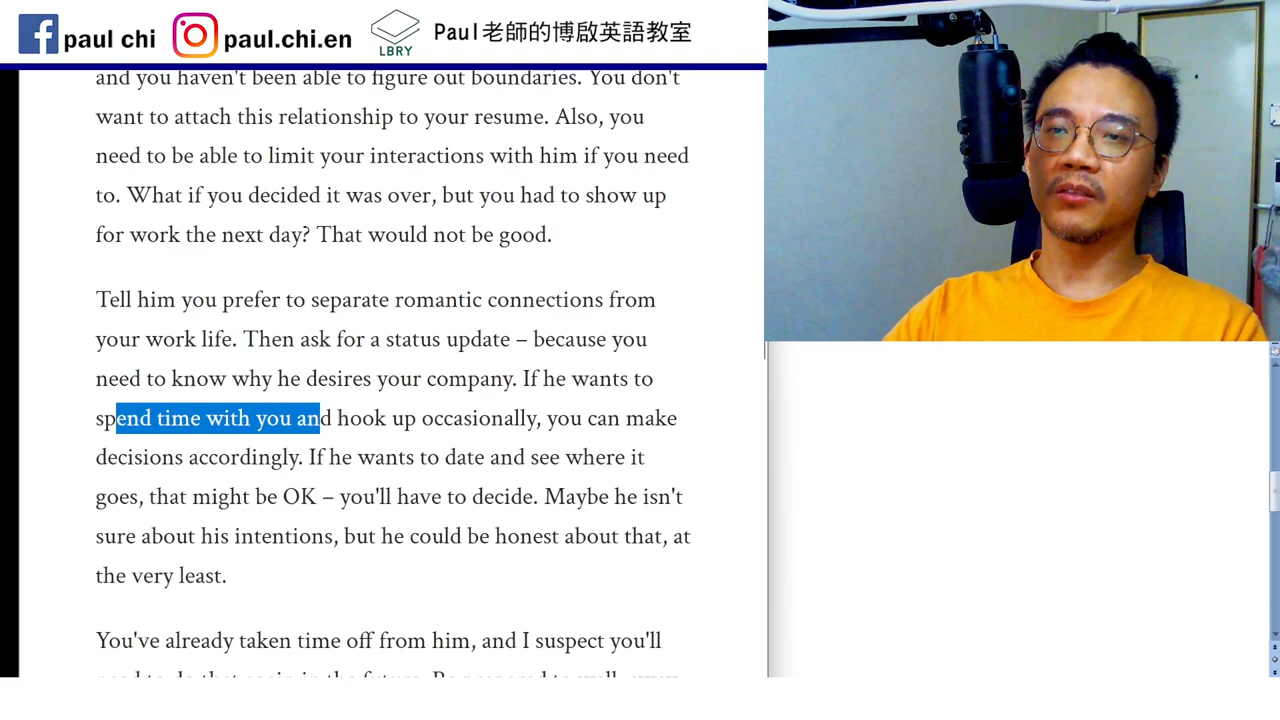 paul chi
paul.chi.en
LBRY
Paul老師的博啟英語教室
and you haven't been able to figure out boundaries. You don't
want to attach this relationship to your resume. Also, you
need to be able to limit your interactions with him if you need
to. What if you decided it was over, but you had to show up
for work the next day? That would not be good.
Tell him you prefer to separate romantic connections from
your work life. Then ask for a status update – because you
need to know why he desires your company. If he wants to
spend time with you and hook up occasionally, you can make
decisions accordingly. If he wants to date and see where it
goes, that might be OK – you'll have to decide. Maybe he isn't
sure about his intentions, but he could be honest about that, at
the very least.
You've already taken time off from him, and I suspect you'll